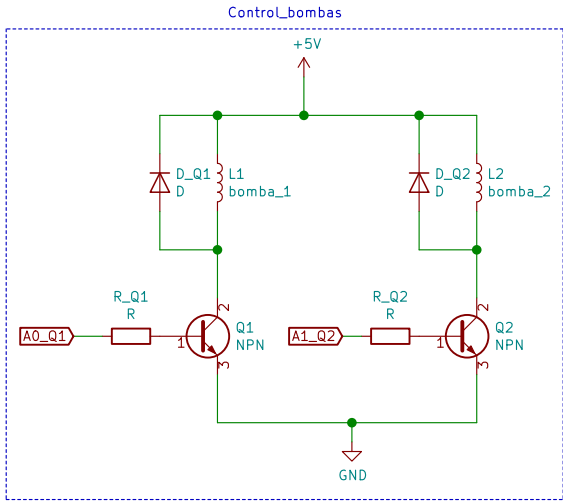 Control_bombas
+5V
D_Q1
D
L1
bomba_1
D_Q2
D
L2
bomba_2
R_Q1
R
A0_Q1
1
2
3
Q1
NPN
R_Q2
R
A1_Q2
1
2
3
Q2
NPN
GND